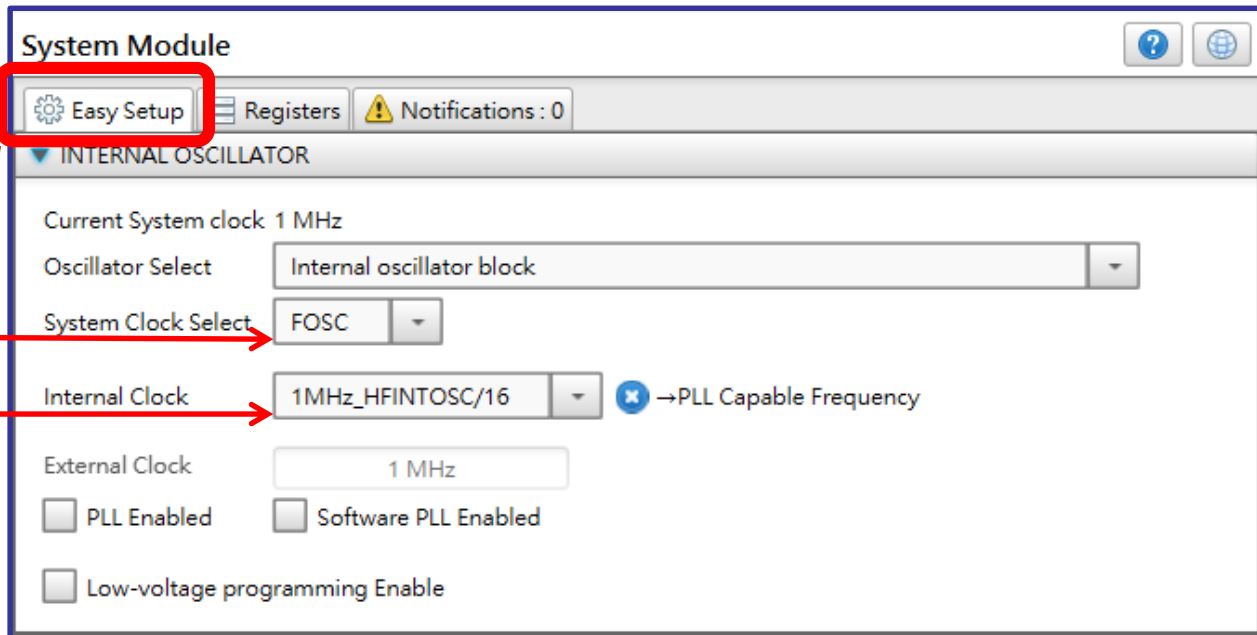 System Module
Easy Setup Registers Notifications : 0
INTERNAL OSCILLATOR
Current System clock 1 MHz
Oscillator Select Internal oscillator block
System Clock Select FOSC
Internal Clock 1MHz_HFINTOSC/16 →PLL Capable Frequency
External Clock 1 MHz
PLL Enabled Software PLL Enabled
Low-voltage programming Enable